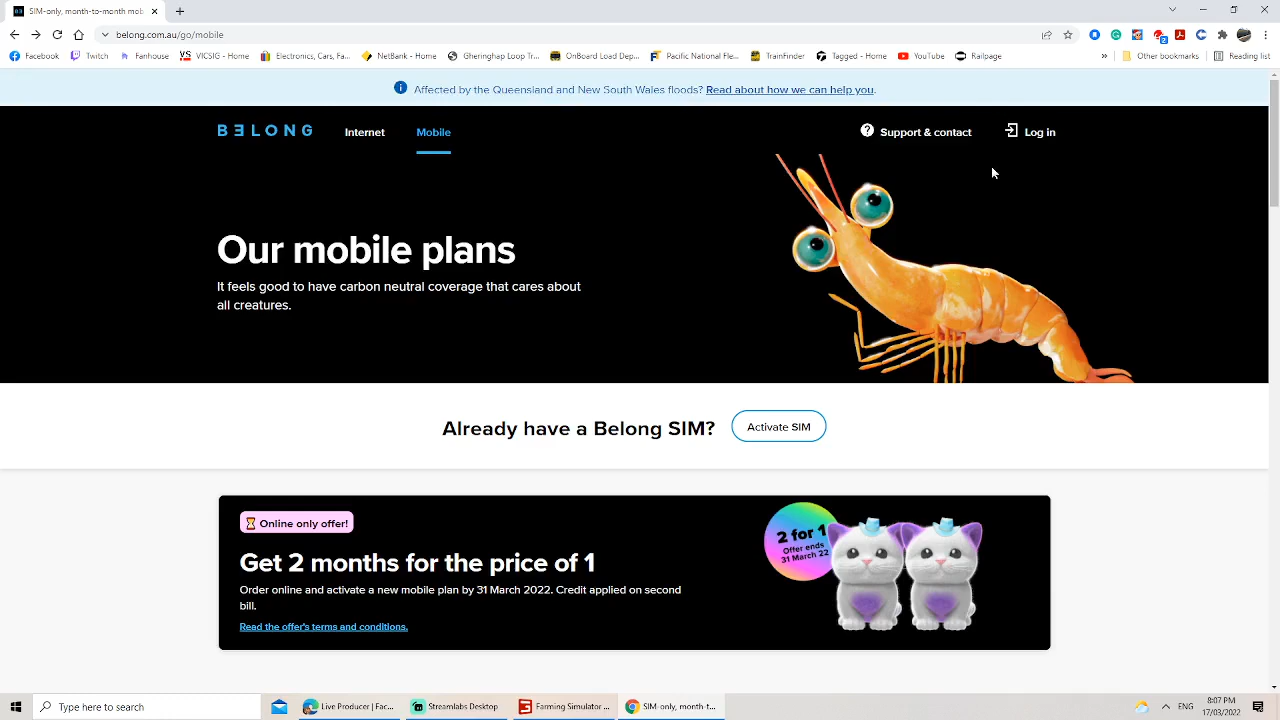 SIM-only, month-to-month mob
belong.com.au/go/mobile
Facebook Twitch Fanhouse VICSIG - Home Electronics, Cars, Fa... NetBank - Home Gheringhap Loop Tr... OnBoard Load Dep... Pacific National Fle... TrainFinder Tagged - Home YouTube Railpage » Other bookmarks Reading list
Affected by the Queensland and New South Wales floods? Read about how we can help you.
BELONG Internet Mobile Support & contact Log in
Our mobile plans
It feels good to have carbon neutral coverage that cares about
all creatures.
Already have a Belong SIM? Activate SIM
Online only offer!
Get 2 months for the price of 1
Order online and activate a new mobile plan by 31 March 2022. Credit applied on second
bill.
Read the offer's terms and conditions.
2 for 1
Offer ends
31 March 22
Type here to search Live Producer | Fac... Streamlabs Desktop Farming Simulator ... SIM-only, month-t... ENG 8:07 PM
17/03/2022